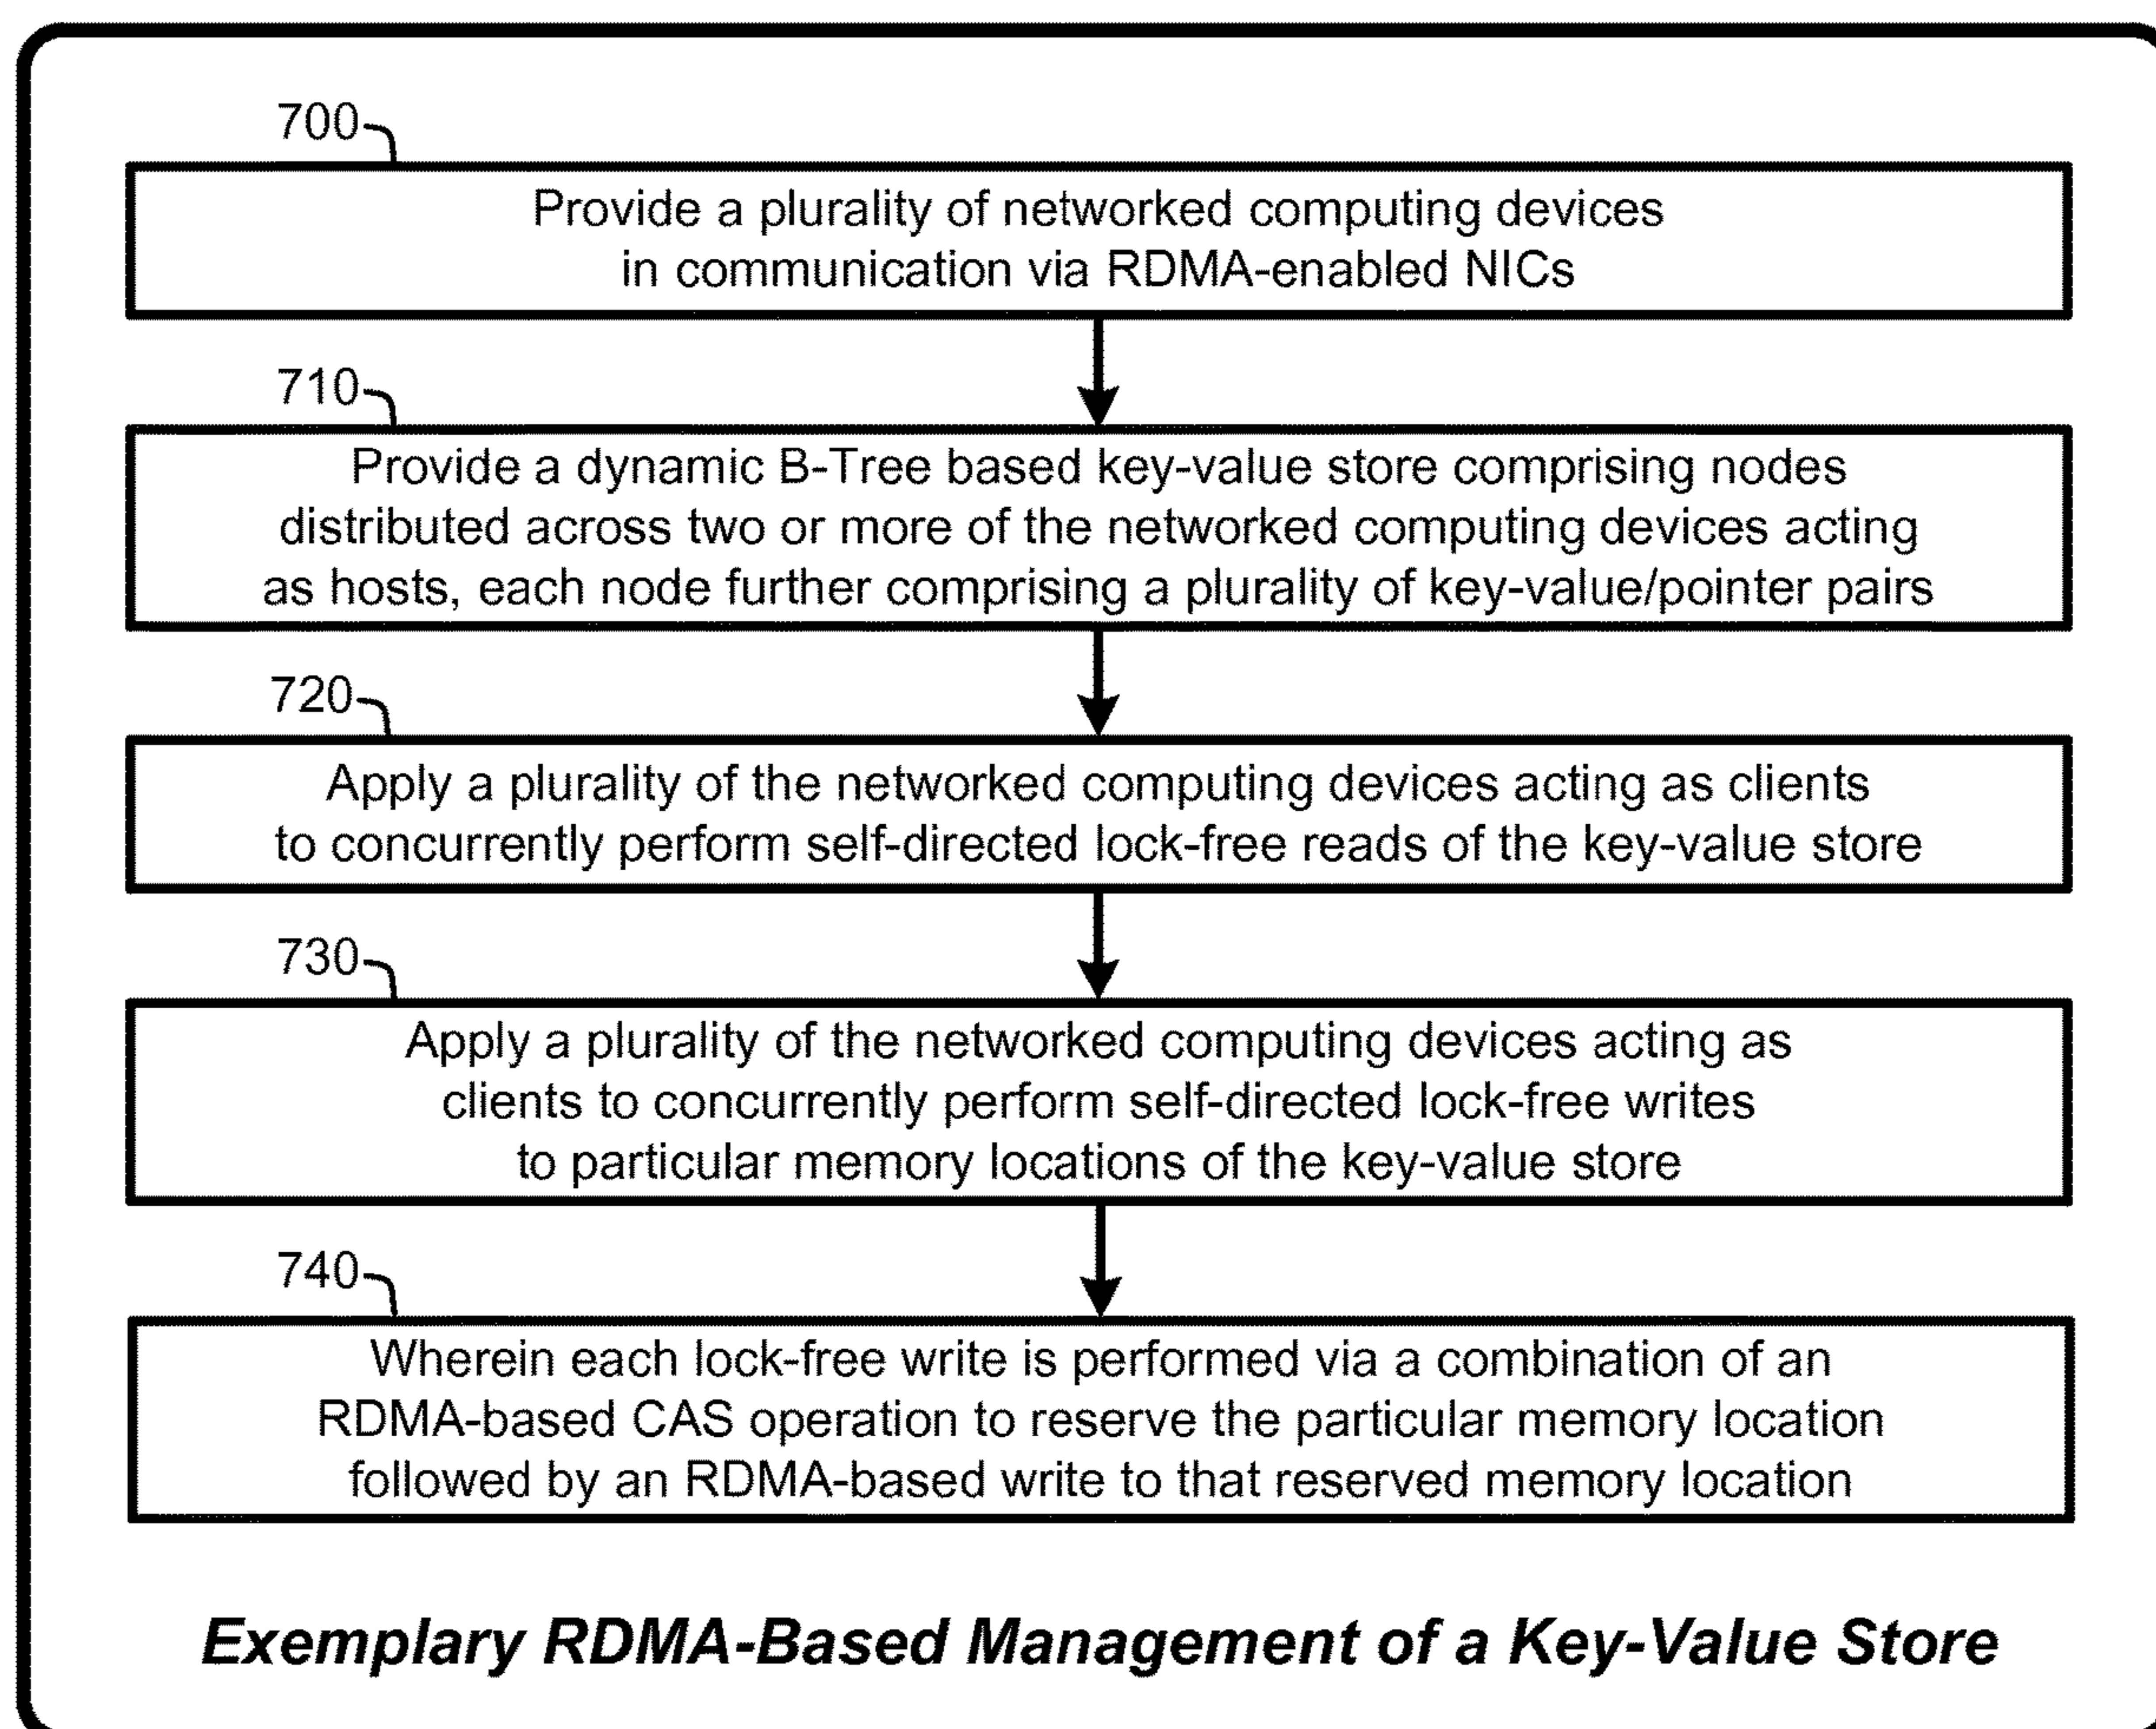 700
Provide a plurality of networked computing devices
in communication via RDMA-enabled NICs
710
Provide a dynamic B-Tree based key-value store comprising nodes
distributed across two or more of the networked computing devices acting
as hosts, each node further comprising a plurality of key-value/pointer pairs
720
Apply a plurality of the networked computing devices acting as clients
to concurrently perform self-directed lock-free reads of the key-value store
730
Apply a plurality of the networked computing devices acting as
clients to concurrently perform self-directed lock-free writes
to particular memory locations of the key-value store
740
Wherein each lock-free write is performed via a combination of an
RDMA-based CAS operation to reserve the particular memory location
followed by an RDMA-based write to that reserved memory location
Exemplary RDMA-Based Management of a Key-Value Store